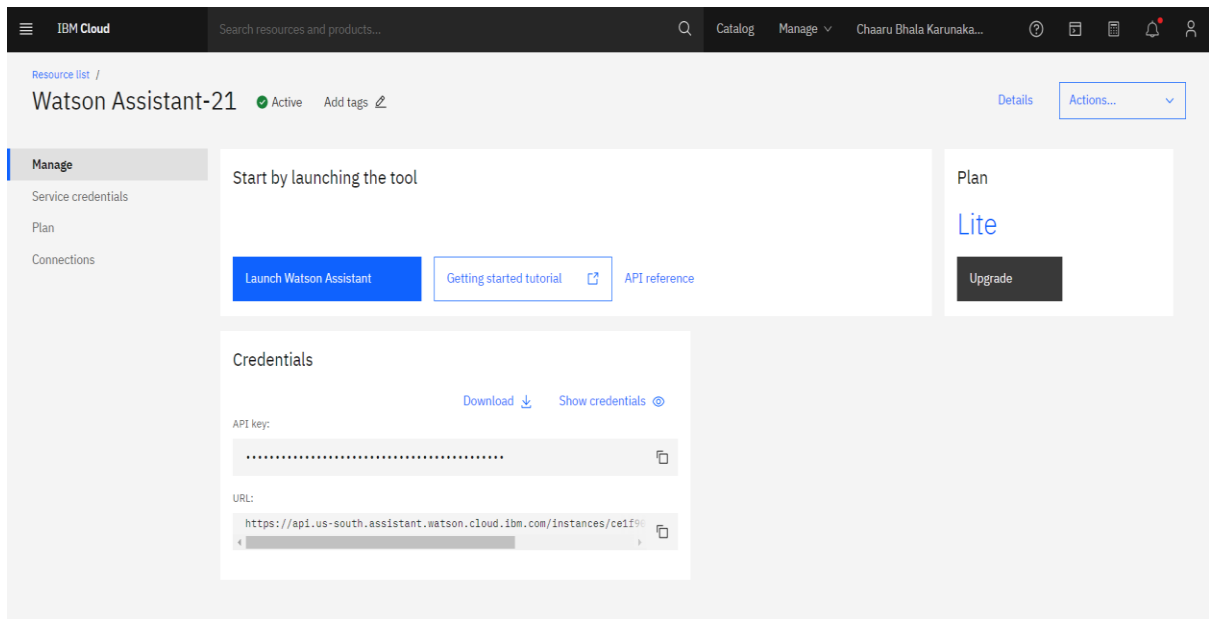 IBM Cloud Search resources and products... Catalog Manage Chaaru Bhala Karunaka...
Resource list /
Watson Assistant-21 Active Add tags Details Actions...
Manage
Service credentials
Plan
Connections
Start by launching the tool
Launch Watson Assistant Getting started tutorial API reference
Plan
Lite
Upgrade
Credentials
Download Show credentials
API key:
URL:
https://api.us-south.assistant.watson.cloud.ibm.com/instances/ce1f90